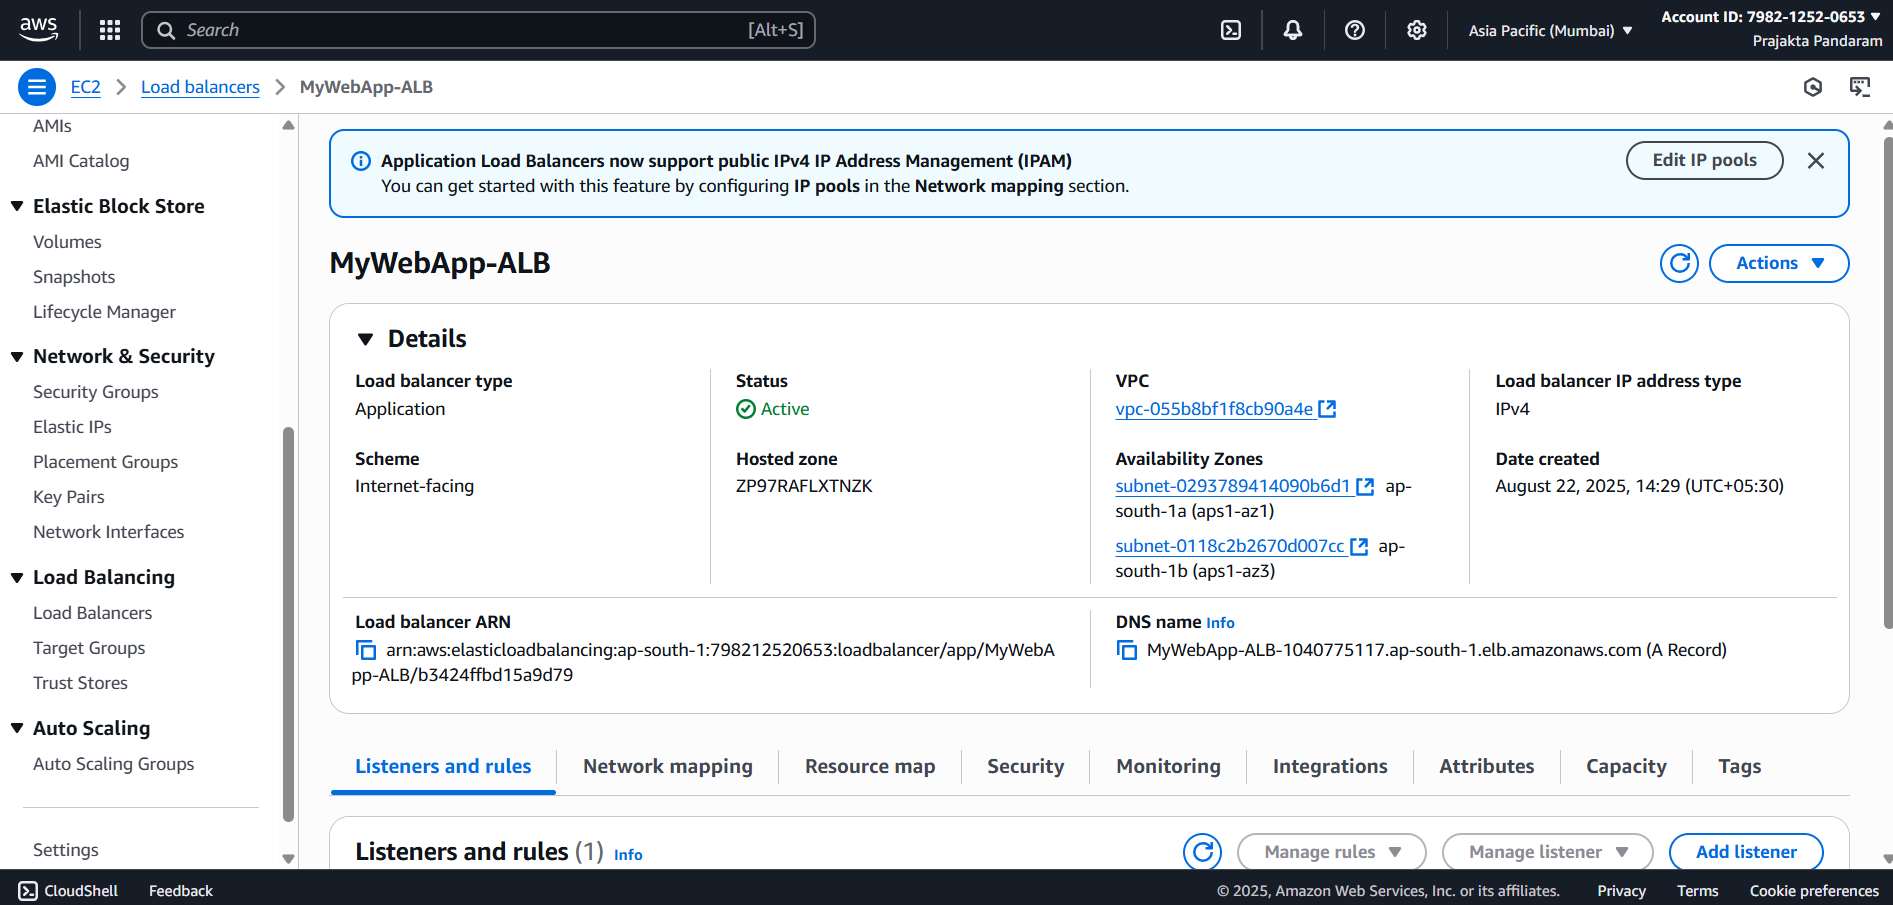 aws
Search
[Alt+S]
Asia Pacific (Mumbai)
Account ID: 7982-1252-0653
Prajakta Pandaram
EC2
Load balancers
MyWebApp-ALB
AMIs
AMI Catalog
Elastic Block Store
Volumes
Snapshots
Lifecycle Manager
Network & Security
Security Groups
Elastic IPs
Placement Groups
Key Pairs
Network Interfaces
Load Balancing
Load Balancers
Target Groups
Trust Stores
Auto Scaling
Auto Scaling Groups
Settings
Application Load Balancers now support public IPv4 IP Address Management (IPAM)
You can get started with this feature by configuring IP pools in the Network mapping section.
Edit IP pools
MyWebApp-ALB
Actions
Details
Load balancer type
Application
Status
Active
VPC
vpc-055b8bf1f8cb90a4e
Load balancer IP address type
IPv4
Scheme
Internet-facing
Hosted zone
ZP97RAFLXTNZK
Availability Zones
subnet-0293789414090b6d1 ap-
south-1a (aps1-az1)
subnet-0118c2b2670d007cc ap-
south-1b (aps1-az3)
Date created
August 22, 2025, 14:29 (UTC+05:30)
Load balancer ARN
arn:aws:elasticloadbalancing:ap-south-1:798212520653:loadbalancer/app/MyWebA
pp-ALB/b3424ffbd15a9d79
DNS name Info
MyWebApp-ALB-1040775117.ap-south-1.elb.amazonaws.com (A Record)
Listeners and rules
Network mapping
Resource map
Security
Monitoring
Integrations
Attributes
Capacity
Tags
Listeners and rules (1) Info
Manage rules
Manage listener
Add listener
CloudShell
Feedback
© 2025, Amazon Web Services, Inc. or its affiliates.
Privacy
Terms
Cookie preferences